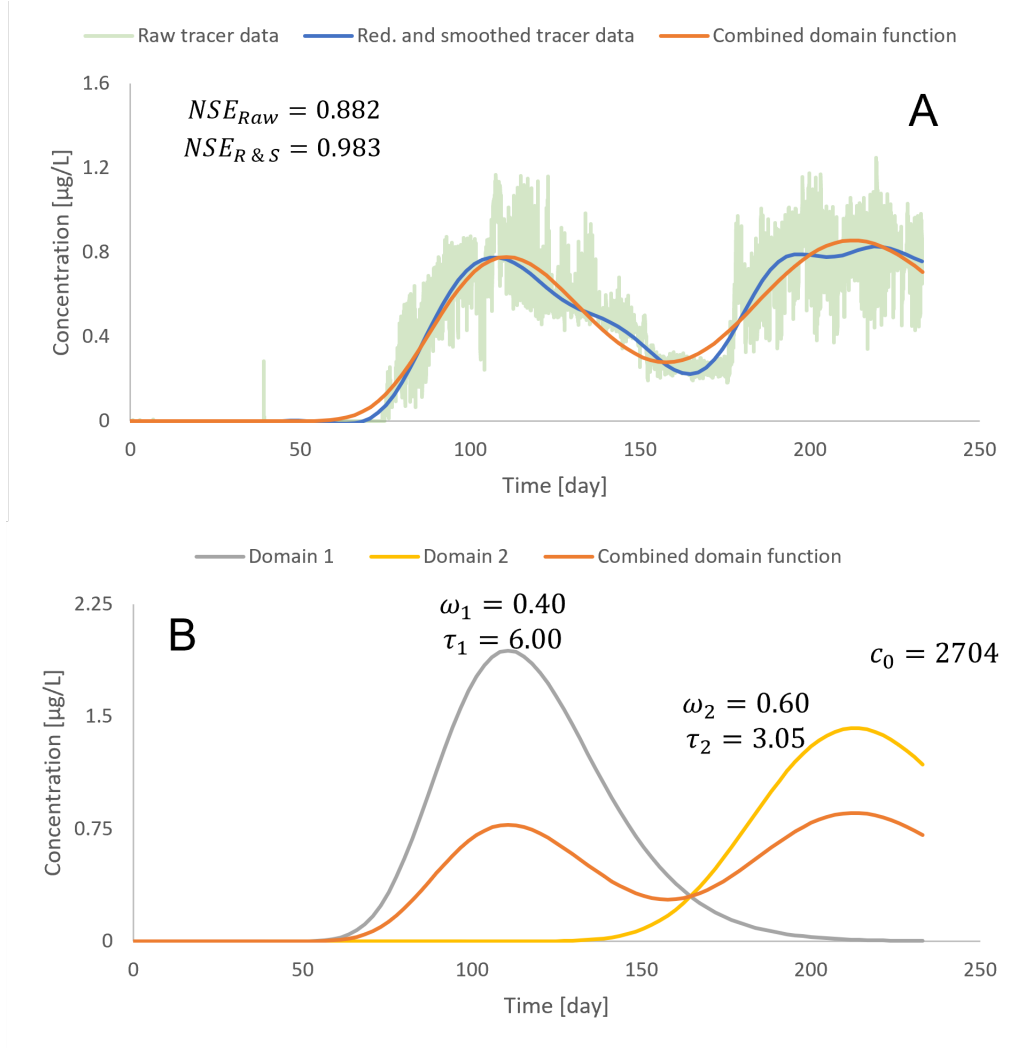 Raw tracer data Red. and smoothed tracer data Combined domain function
1.6
NSE_Raw = 0.882
A
NSE_R & S = 0.983
1.2
0.8
0.4
0
Concentration [µg/L]
0 50 100 150 200 250
Time [day]
Domain 1 Domain 2 Combined domain function
2.25
ω₁ = 0.40
B
τ₁ = 6.00
c₀ = 2704
ω₂ = 0.60
1.5
τ₂ = 3.05
0.75
0
Concentration [µg/L]
0 50 100 150 200 250
Time [day]